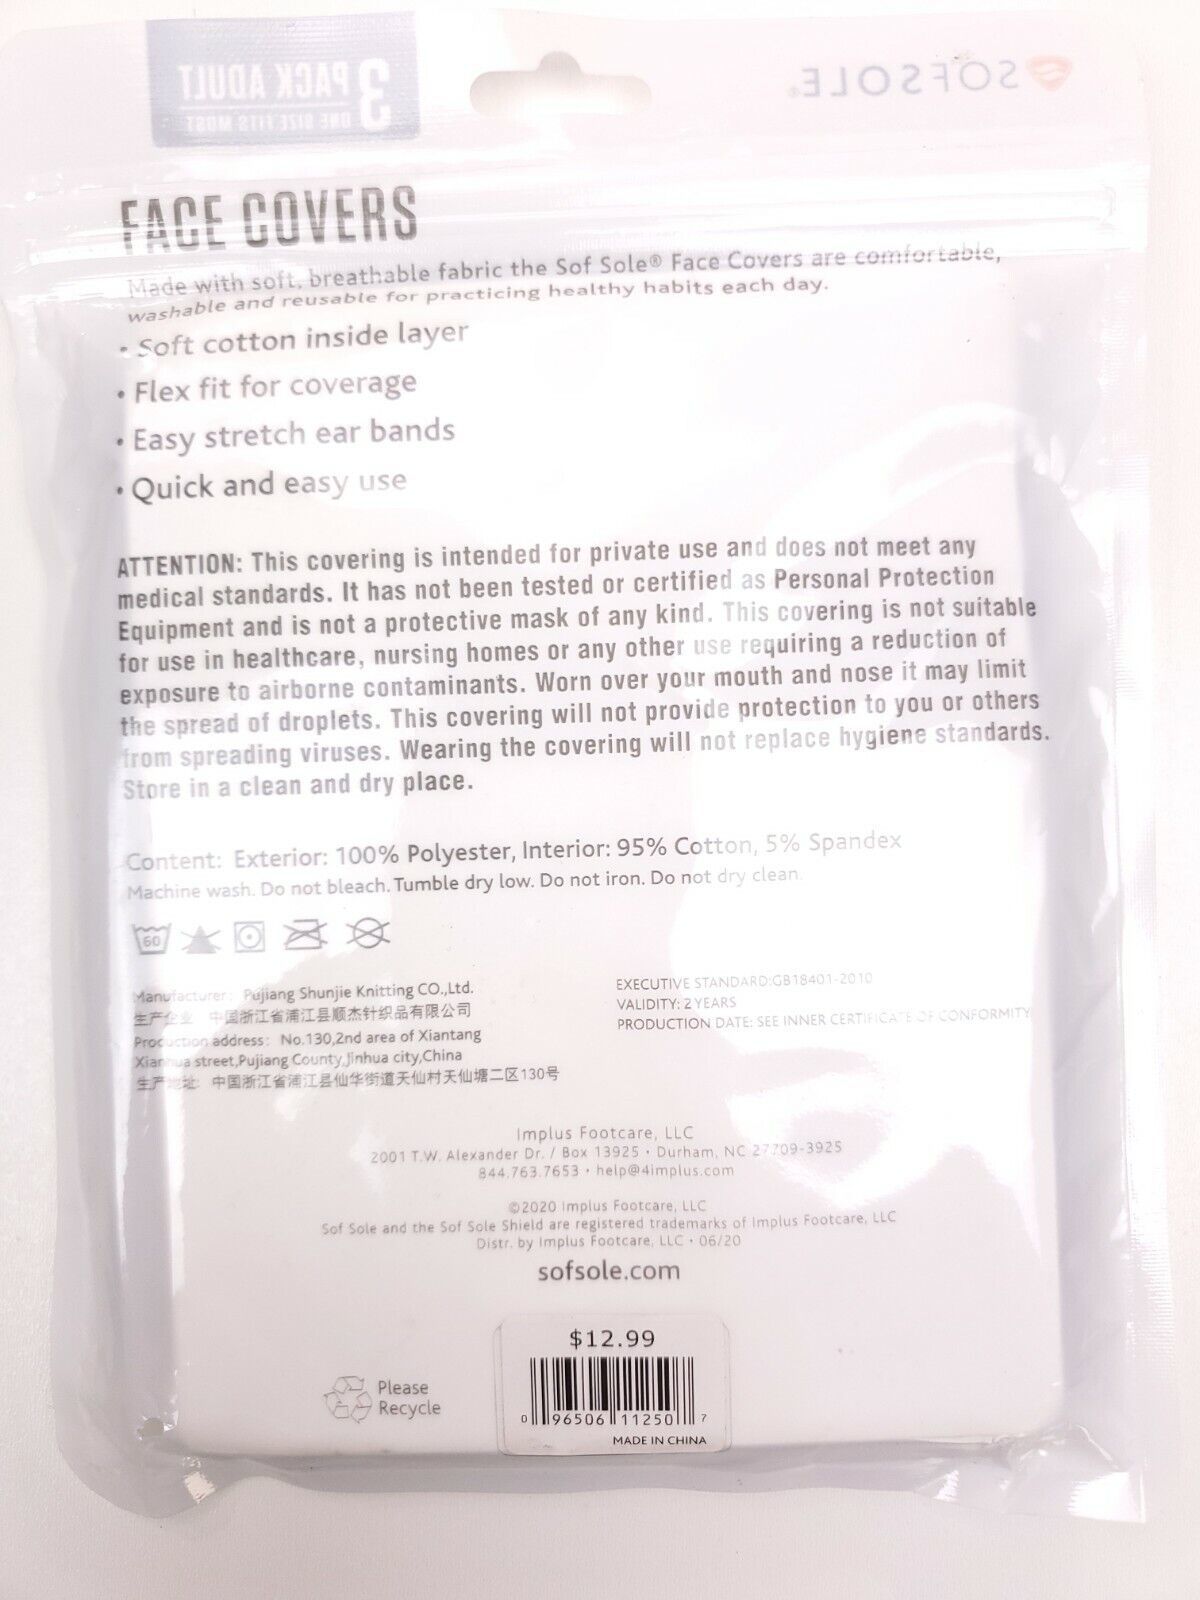 3 PACK ADULT
ONE SIZE FITS MOST
SOFSOLE®
FACE COVERS
Made with soft, breathable fabric the Sof Sole® Face Covers are comfortable,
washable and reusable for practicing healthy habits each day.
• Soft cotton inside layer
• Flex fit for coverage
• Easy stretch ear bands
• Quick and easy use
ATTENTION: This covering is intended for private use and does not meet any
medical standards. It has not been tested or certified as Personal Protection
Equipment and is not a protective mask of any kind. This covering is not suitable
for use in healthcare, nursing homes or any other use requiring a reduction of
exposure to airborne contaminants. Worn over your mouth and nose it may limit
the spread of droplets. This covering will not provide protection to you or others
from spreading viruses. Wearing the covering will not replace hygiene standards.
Store in a clean and dry place.
Content: Exterior: 100% Polyester, Interior: 95% Cotton, 5% Spandex
Machine wash. Do not bleach. Tumble dry low. Do not iron. Do not dry clean.
60
Manufacturer: Pujiang Shunjie Knitting CO.,Ltd.
生产企业 中国浙江省浦江县顺杰针织品有限公司
Production address: No.130,2nd area of Xiantang
Xianhua street,Pujiang County,Jinhua city,China
生产地址: 中国浙江省浦江县仙华街道天仙村天仙塘二区130号
EXECUTIVE STANDARD:GB18401-2010
VALIDITY: 2 YEARS
PRODUCTION DATE: SEE INNER CERTIFICATE OF CONFORMITY
Implus Footcare, LLC
2001 T.W. Alexander Dr. / Box 13925 • Durham, NC 27709-3925
844.763.7653 • help@4implus.com
©2020 Implus Footcare, LLC
Sof Sole and the Sof Sole Shield are registered trademarks of Implus Footcare, LLC
Distr. by Implus Footcare, LLC • 06/20
sofsole.com
$12.99
0 96506 11250 7
MADE IN CHINA
Please
Recycle